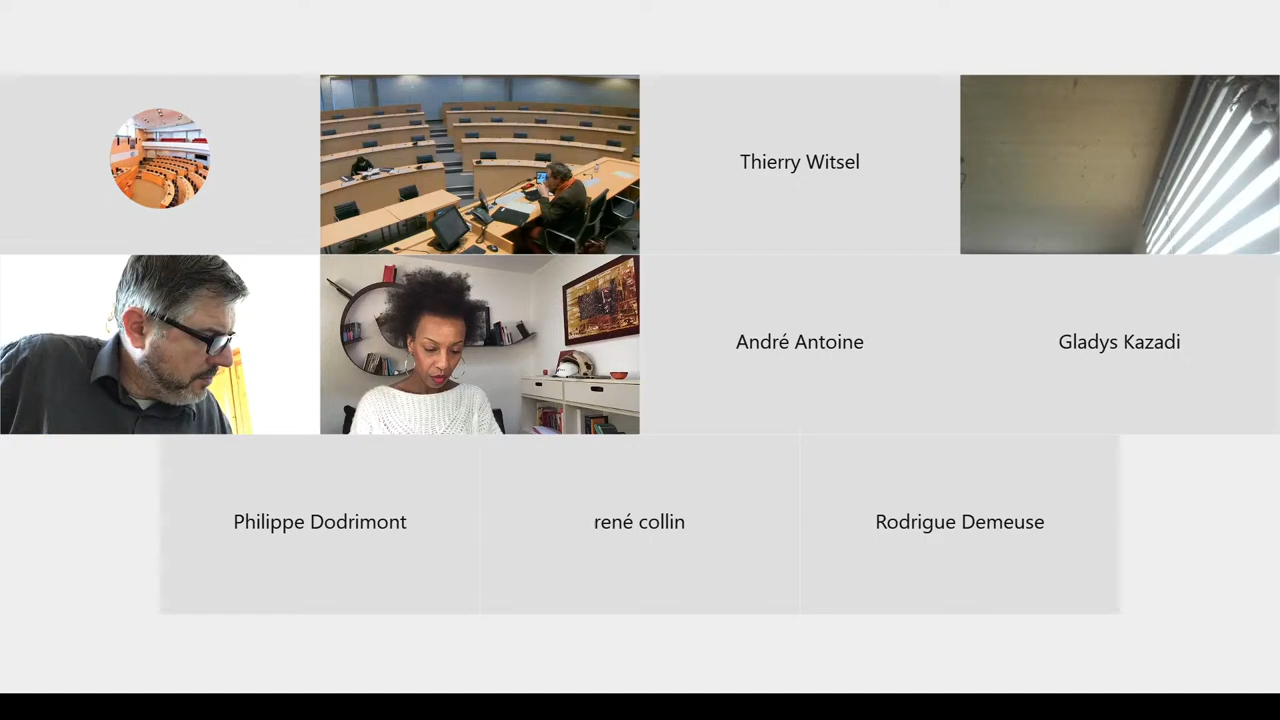 Thierry Witsel
André Antoine
Gladys Kazadi
Philippe Dodrimont
rené collin
Rodrigue Demeuse